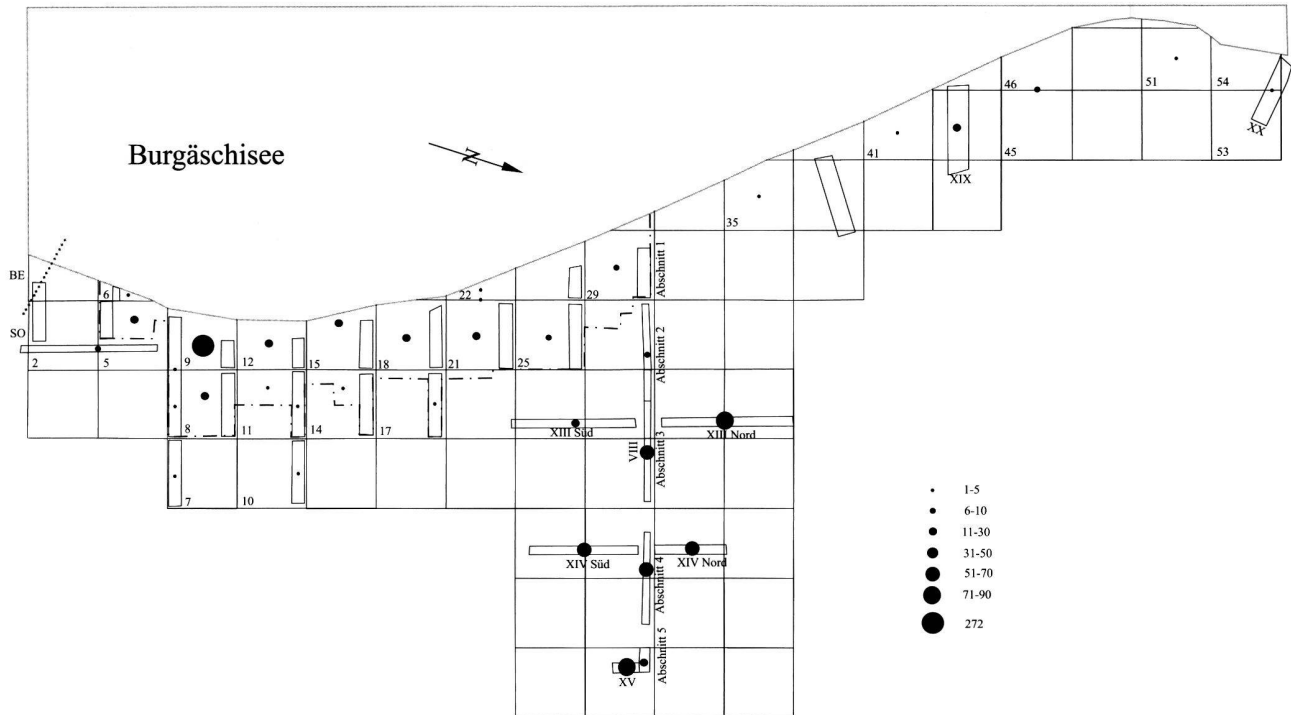 Burgäschisee
N
BE
SO
2
5
6
9
12
15
18
21
22
25
29
35
41
45
46
51
53
54
8
11
14
17
7
10
XIX
XX
Abschnitt 1
Abschnitt 2
Abschnitt 3
Abschnitt 4
Abschnitt 5
VIII
XIII Süd
XIII Nord
XIV Süd
XIV Nord
XV
1-5
6-10
11-30
31-50
51-70
71-90
272